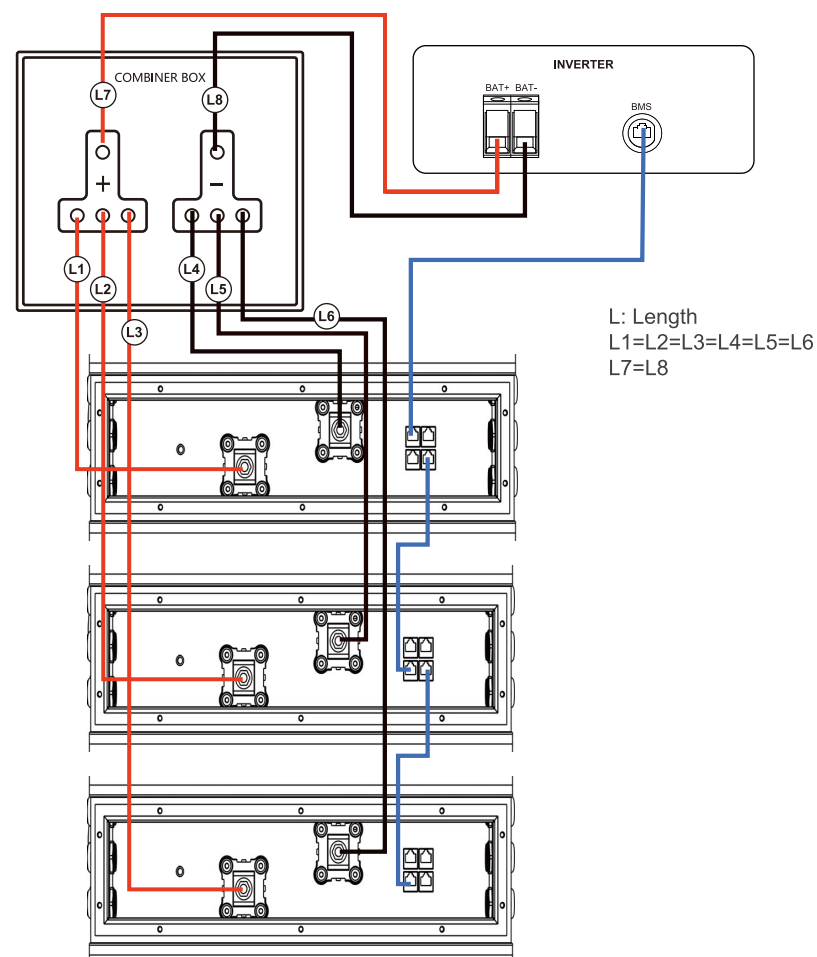 COMBINER BOX
L7
L8
+
−
L1
L2
L3
L4
L5
L6
INVERTER
BAT+ BAT-
BMS
L: Length
L1=L2=L3=L4=L5=L6
L7=L8